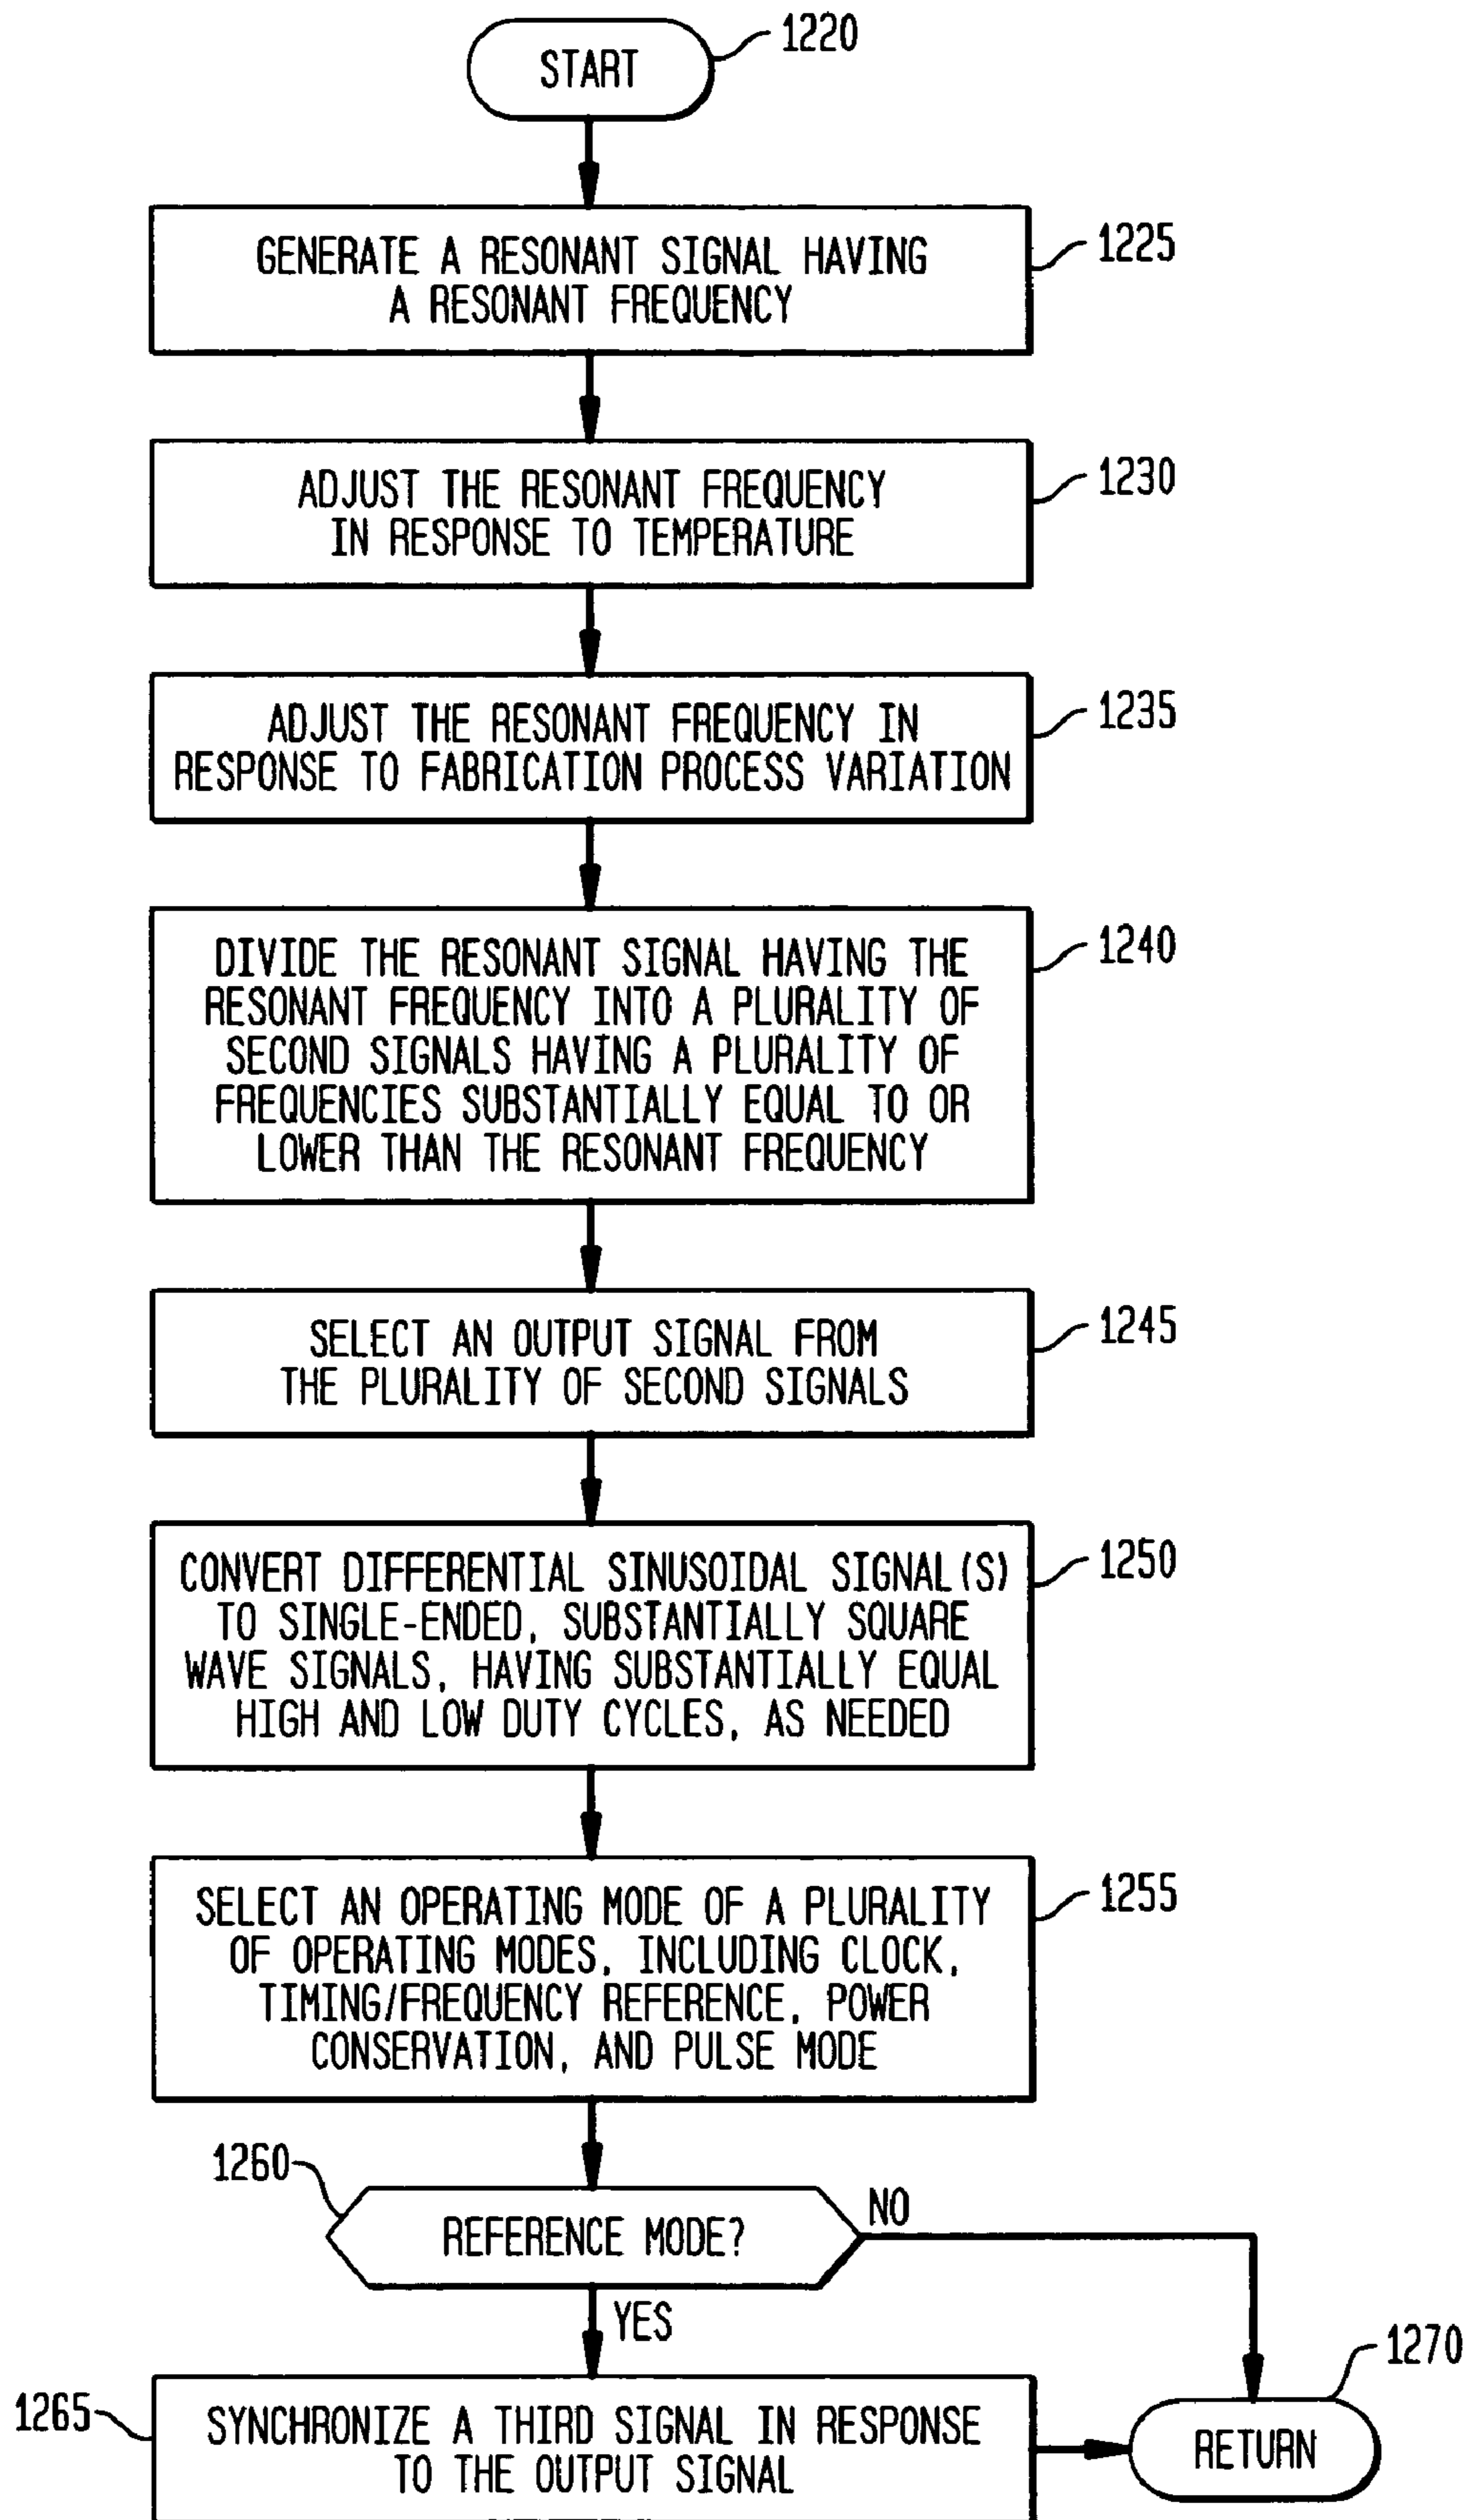 START
1220
GENERATE A RESONANT SIGNAL HAVING
A RESONANT FREQUENCY
1225
ADJUST THE RESONANT FREQUENCY
IN RESPONSE TO TEMPERATURE
1230
ADJUST THE RESONANT FREQUENCY IN
RESPONSE TO FABRICATION PROCESS VARIATION
1235
DIVIDE THE RESONANT SIGNAL HAVING THE
RESONANT FREQUENCY INTO A PLURALITY OF
SECOND SIGNALS HAVING A PLURALITY OF
FREQUENCIES SUBSTANTIALLY EQUAL TO OR
LOWER THAN THE RESONANT FREQUENCY
1240
SELECT AN OUTPUT SIGNAL FROM
THE PLURALITY OF SECOND SIGNALS
1245
CONVERT DIFFERENTIAL SINUSOIDAL SIGNAL(S)
TO SINGLE-ENDED, SUBSTANTIALLY SQUARE
WAVE SIGNALS, HAVING SUBSTANTIALLY EQUAL
HIGH AND LOW DUTY CYCLES, AS NEEDED
1250
SELECT AN OPERATING MODE OF A PLURALITY
OF OPERATING MODES, INCLUDING CLOCK,
TIMING/FREQUENCY REFERENCE, POWER
CONSERVATION, AND PULSE MODE
1255
1260
REFERENCE MODE?
NO
YES
1265
SYNCHRONIZE A THIRD SIGNAL IN RESPONSE
TO THE OUTPUT SIGNAL
1270
RETURN